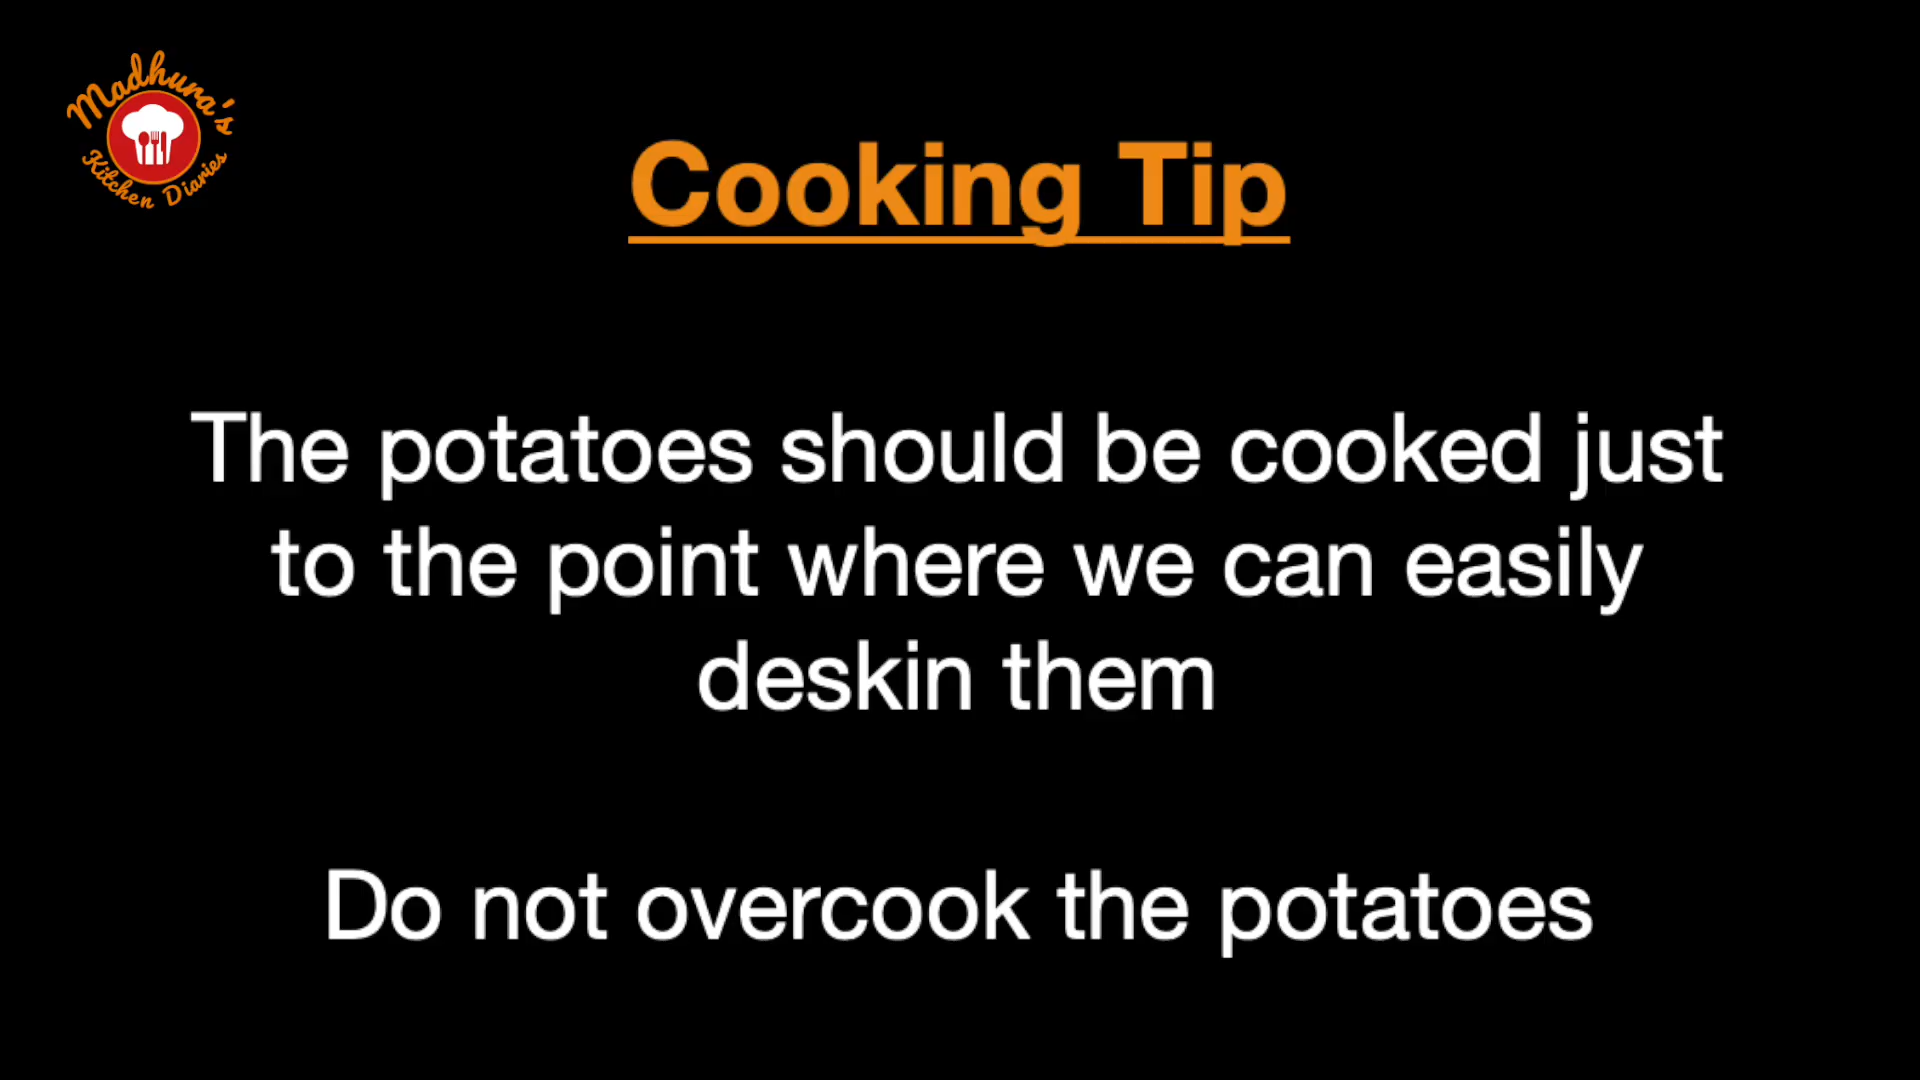 Madhura's
Kitchen Diaries
Cooking Tip
The potatoes should be cooked just
to the point where we can easily
deskin them
Do not overcook the potatoes